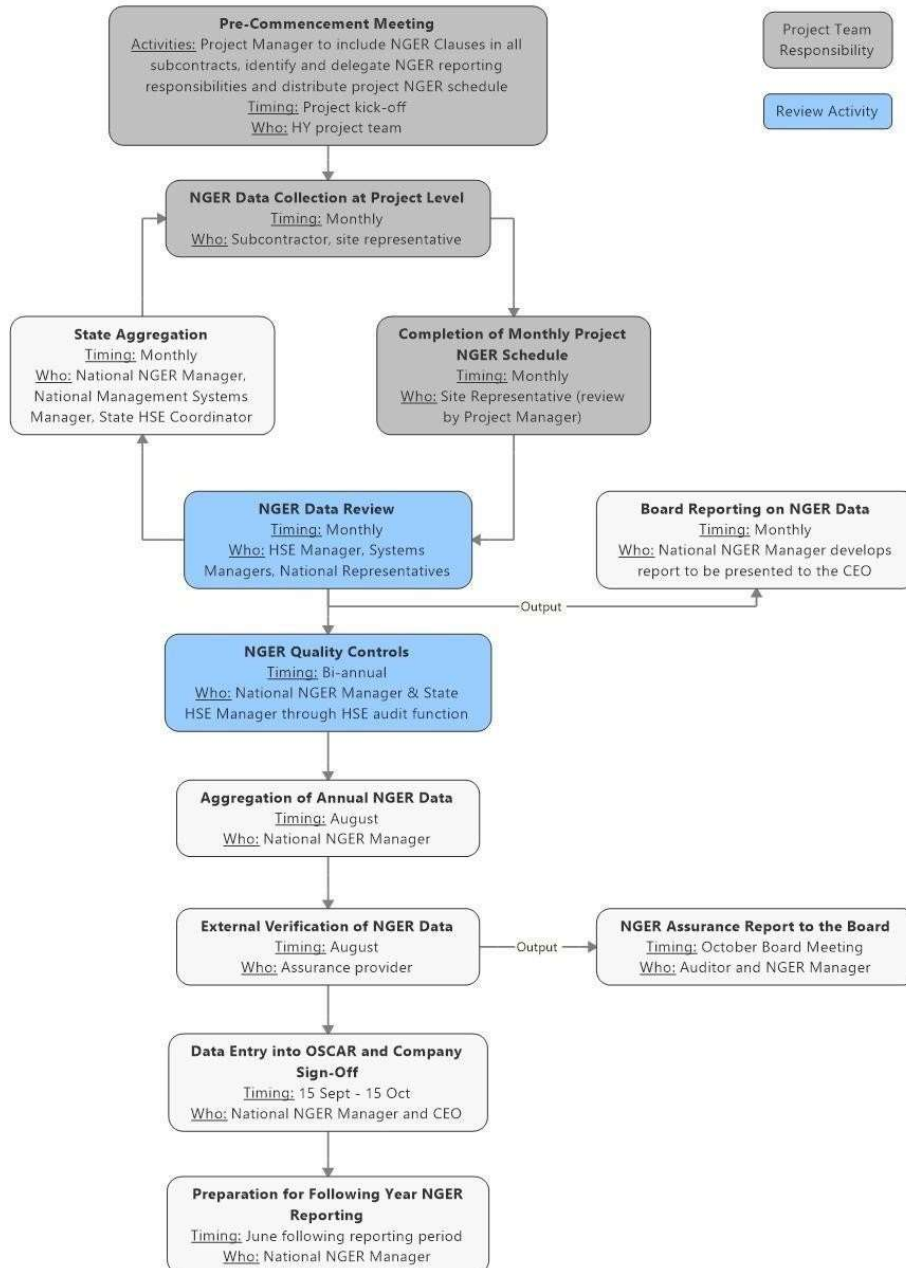 Pre-Commencement Meeting
Activities: Project Manager to include NGER Clauses in all
subcontracts, identify and delegate NGER reporting
responsibilities and distribute project NGER schedule
Timing: Project kick-off
Who: HY project team
Project Team
Responsibility
Review Activity
NGER Data Collection at Project Level
Timing: Monthly
Who: Subcontractor, site representative
State Aggregation
Timing: Monthly
Who: National NGER Manager,
National Management Systems
Manager, State HSE Coordinator
Completion of Monthly Project
NGER Schedule
Timing: Monthly
Who: Site Representative (review
by Project Manager)
NGER Data Review
Timing: Monthly
Who: HSE Manager, Systems
Managers, National Representatives
Board Reporting on NGER Data
Timing: Monthly
Who: National NGER Manager develops
report to be presented to the CEO
Output
NGER Quality Controls
Timing: Bi-annual
Who: National NGER Manager & State
HSE Manager through HSE audit function
Aggregation of Annual NGER Data
Timing: August
Who: National NGER Manager
External Verification of NGER Data
Timing: August
Who: Assurance provider
Output
NGER Assurance Report to the Board
Timing: October Board Meeting
Who: Auditor and NGER Manager
Data Entry into OSCAR and Company
Sign-Off
Timing: 15 Sept - 15 Oct
Who: National NGER Manager and CEO
Preparation for Following Year NGER
Reporting
Timing: June following reporting period
Who: National NGER Manager